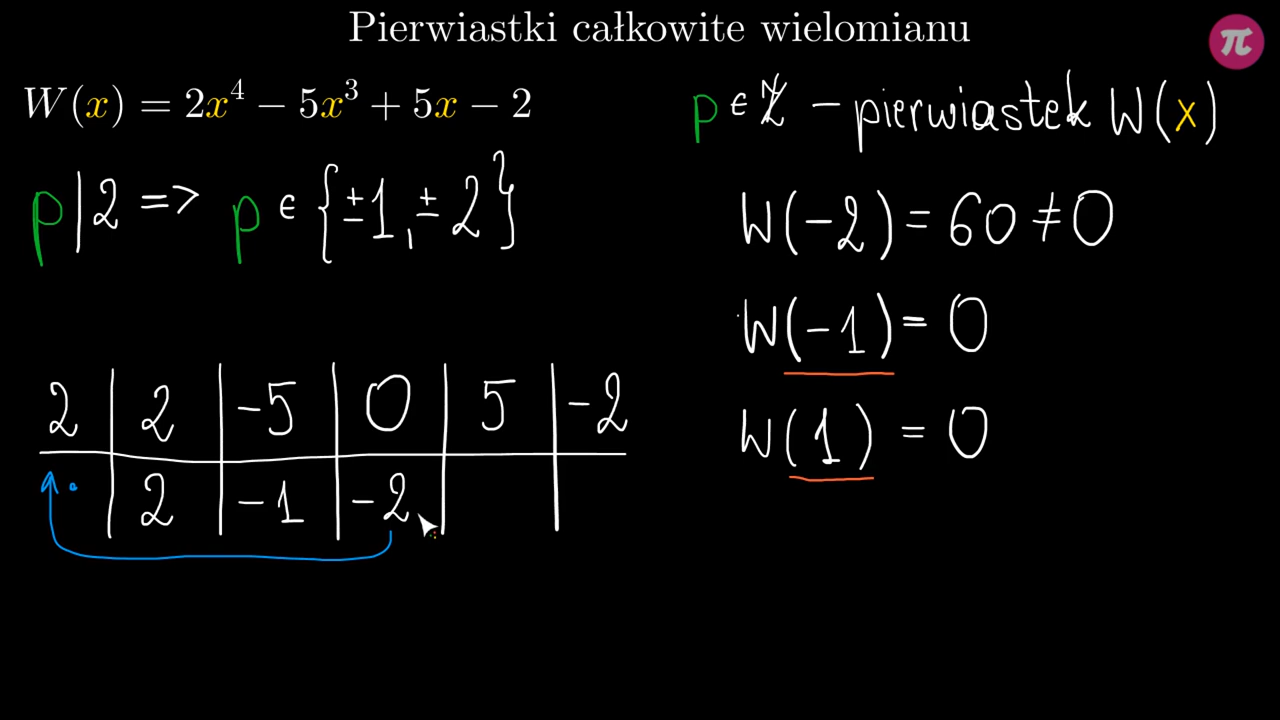 Pierwiastki całkowite wielomianu
π
W(x) = 2x⁴ − 5x³ + 5x − 2
p ∈ ℤ – pierwiastek W(x)
p|2 => p ∈ {±1, ±2}
W(−2) = 60 ≠ 0
W(−1) = 0
W(1) = 0
2 | 2 | −5 | 0 | 5 | −2
· | 2 | −1 | −2 | |